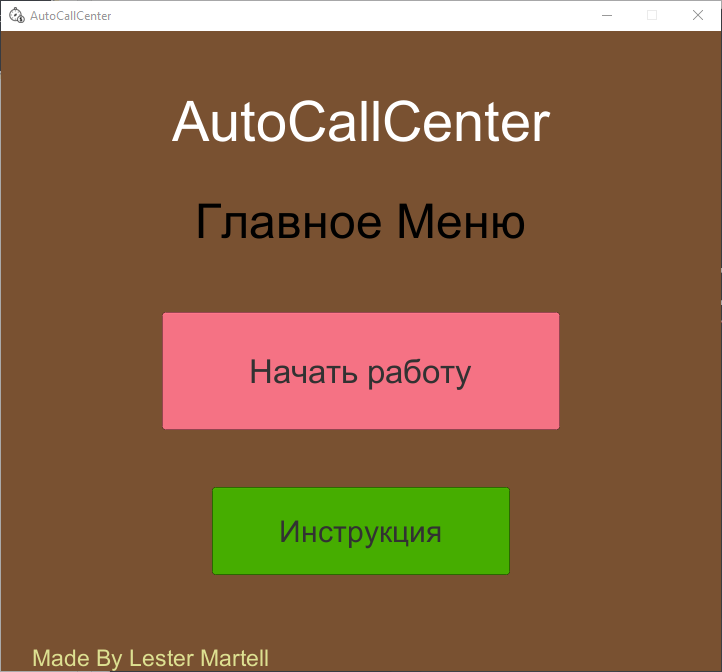 AutoCallCenter
AutoCallCenter
Главное Меню
Начать работу
Инструкция
Made By Lester Martell